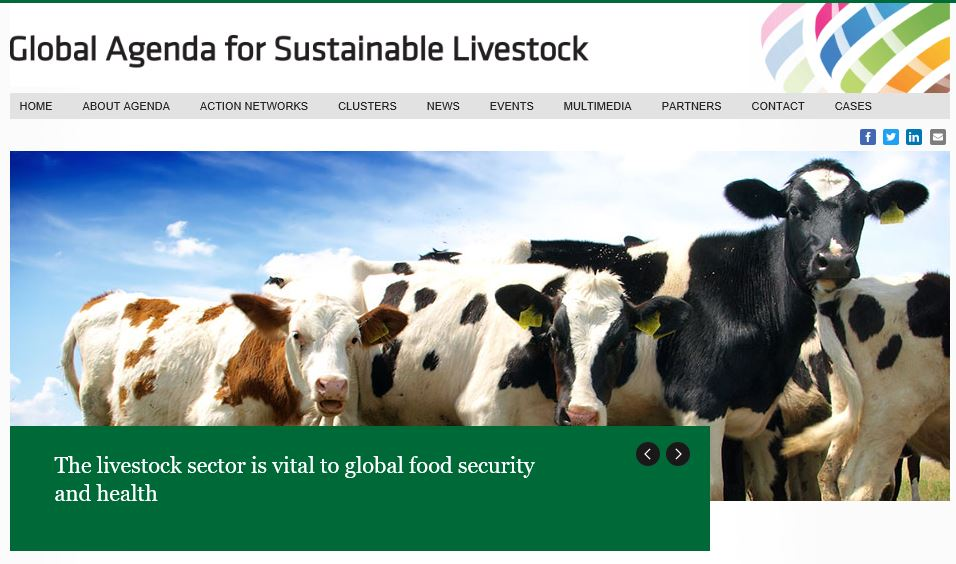 Global Agenda for Sustainable Livestock
HOME ABOUT AGENDA ACTION NETWORKS CLUSTERS NEWS EVENTS MULTIMEDIA PARTNERS CONTACT CASES
The livestock sector is vital to global food security
and health